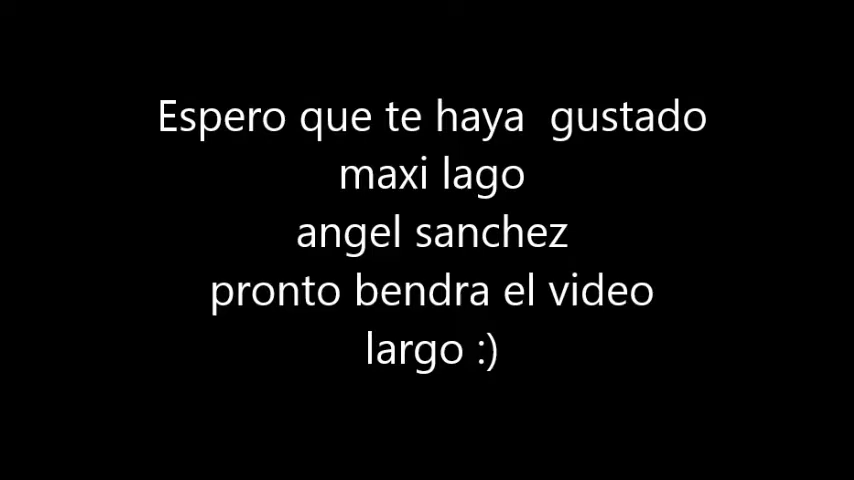 Espero que te haya  gustado
maxi lago
angel sanchez
pronto bendra el video
largo :)